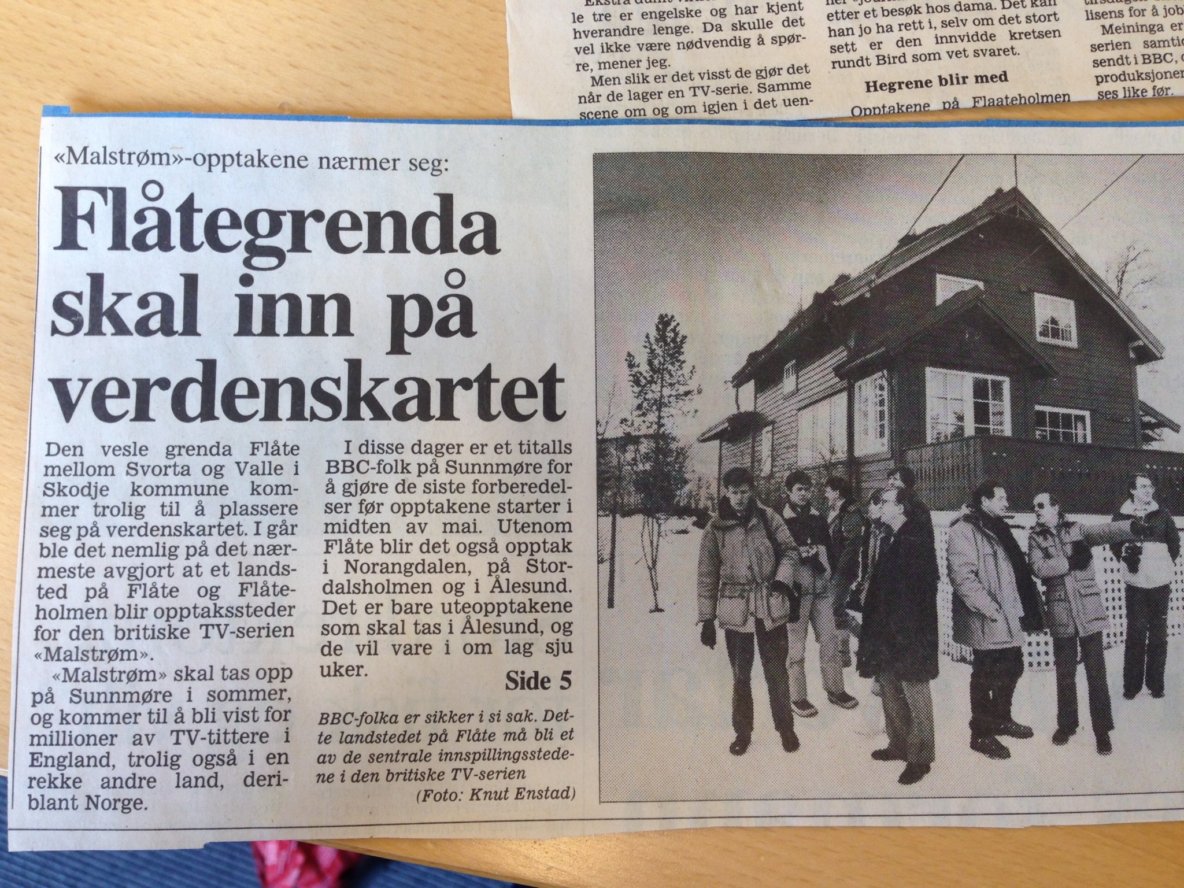 le tre er engelske og har kjent
hverandre lenge. Da skulle det
vel ikke være nødvendig å spør-
re, mener jeg.
Men slik er det visst de gjør det
når de lager en TV-serie. Samme
scene om og om igjen i det uen-
etter et besøk hos dama. Det kan
han jo ha rett i, selv om det stort
sett er den innvidde kretsen
rundt Bird som vet svaret.
Hegrene blir med
Opptakene på Flaateholmen
lisens for å job
Meininga er
serien samtid
sendt i BBC,
produksjoner
ses like før.
«Malstrøm»-opptakene nærmer seg:
Flåtegrenda
skal inn på
verdenskartet
Den vesle grenda Flåte
mellom Svorta og Valle i
Skodje kommune kom-
mer trolig til å plassere
seg på verdenskartet. I går
ble det nemlig på det nær-
meste avgjort at et lands-
ted på Flåte og Flåte-
holmen blir opptakssteder
for den britiske TV-serien
«Malstrøm».
«Malstrøm» skal tas opp
på Sunnmøre i sommer,
og kommer til å bli vist for
millioner av TV-tittere i
England, trolig også i en
rekke andre land, deri-
blant Norge.
I disse dager er et titalls
BBC-folk på Sunnmøre for
å gjøre de siste forberedel-
ser før opptakene starter i
midten av mai. Utenom
Flåte blir det også opptak
i Norangdalen, på Stor-
dalsholmen og i Ålesund.
Det er bare uteopptakene
som skal tas i Ålesund, og
de vil vare i om lag sju
uker.
Side 5
BBC-folka er sikker i si sak. Det-
te landstedet på Flåte må bli et
av de sentrale innspillingsstede-
ne i den britiske TV-serien
(Foto: Knut Enstad)